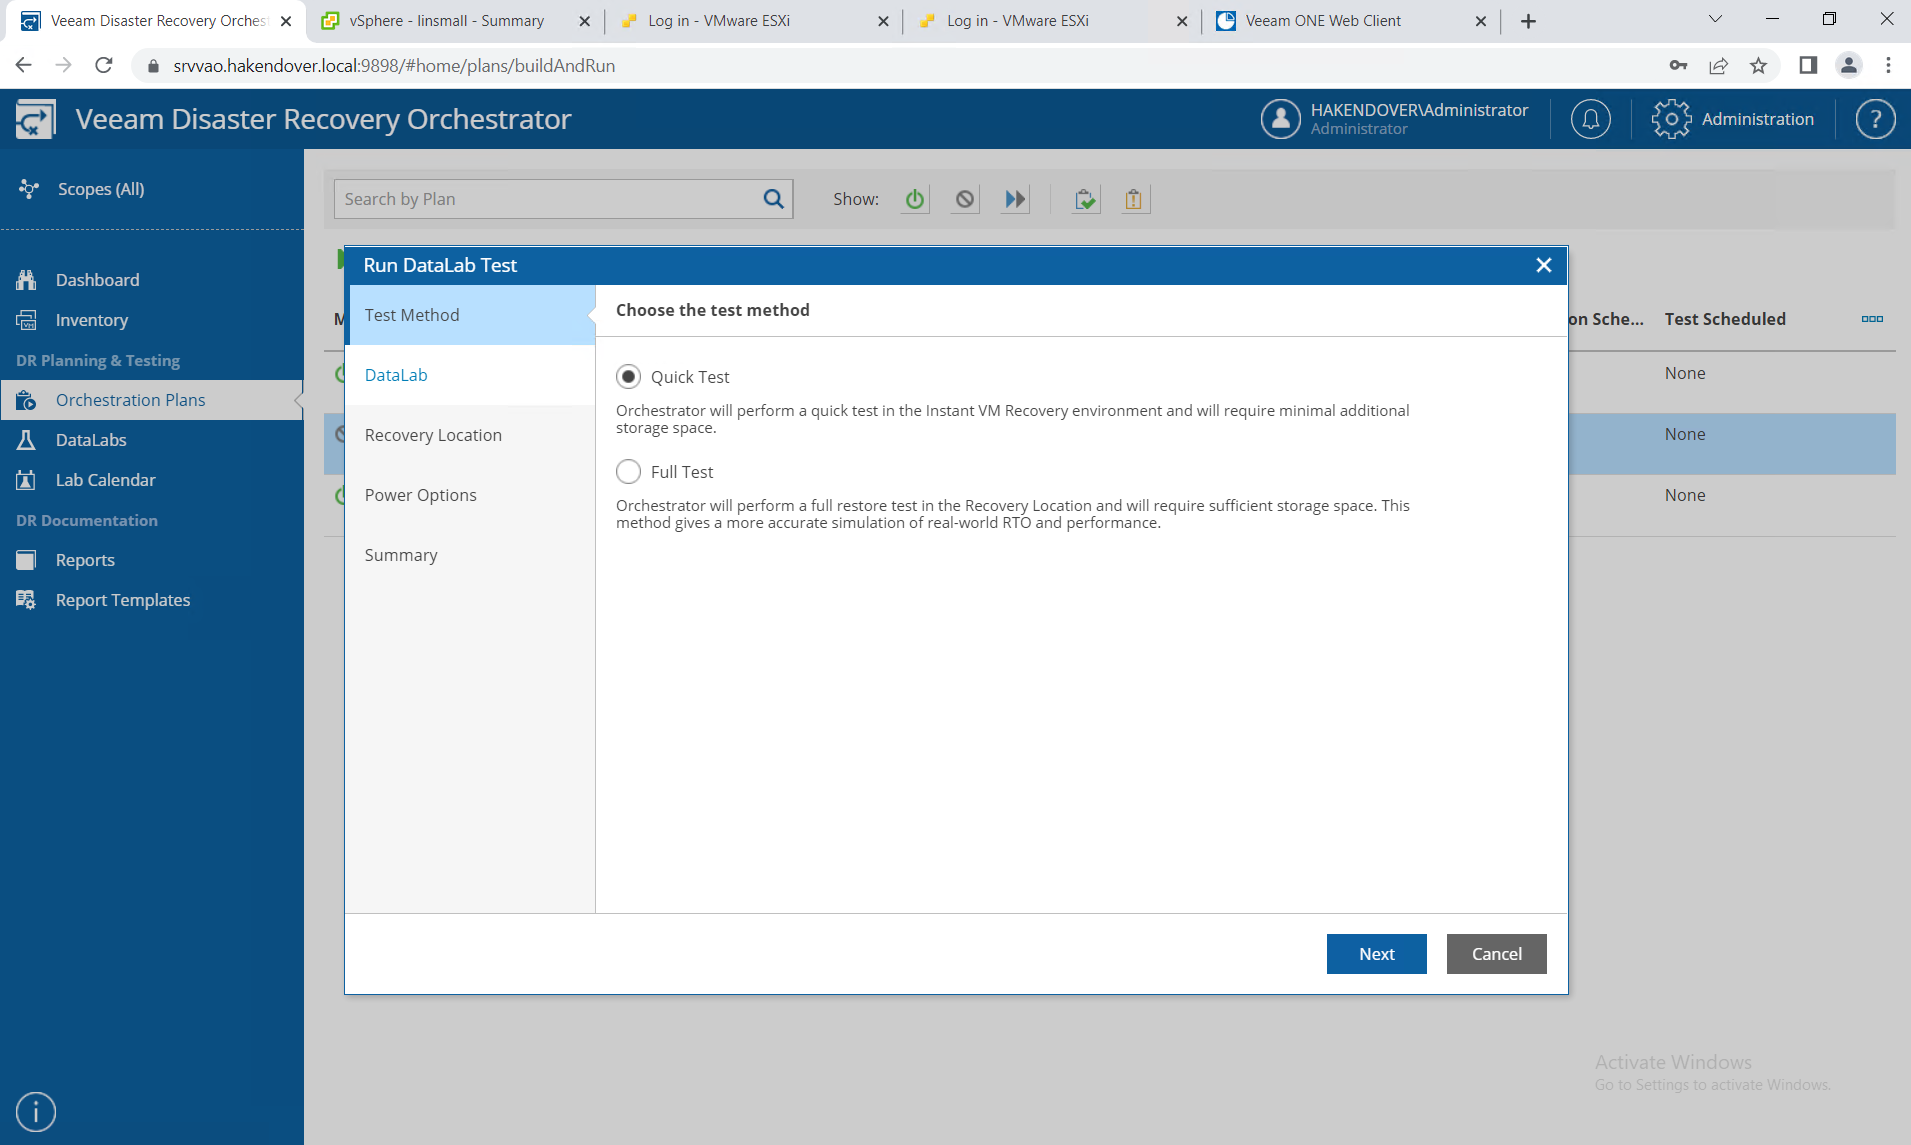 Veeam Disaster Recovery Orches
vSphere - linsmall - Summary
Log in - VMware ESXi
Log in - VMware ESXi
Veeam ONE Web Client
srvvao.hakendover.local:9898/#home/plans/buildAndRun
Veeam Disaster Recovery Orchestrator
HAKENDOVER\Administrator
Administrator
Administration
?
Scopes (All)
Search by Plan
Show:
Dashboard
Inventory
DR Planning & Testing
Orchestration Plans
DataLabs
Lab Calendar
DR Documentation
Reports
Report Templates
on Sche...
Test Scheduled
None
None
None
Run DataLab Test
Test Method
DataLab
Recovery Location
Power Options
Summary
Choose the test method
Quick Test
Orchestrator will perform a quick test in the Instant VM Recovery environment and will require minimal additional
storage space.
Full Test
Orchestrator will perform a full restore test in the Recovery Location and will require sufficient storage space. This
method gives a more accurate simulation of real-world RTO and performance.
Next
Cancel
Activate Windows
Go to Settings to activate Windows.